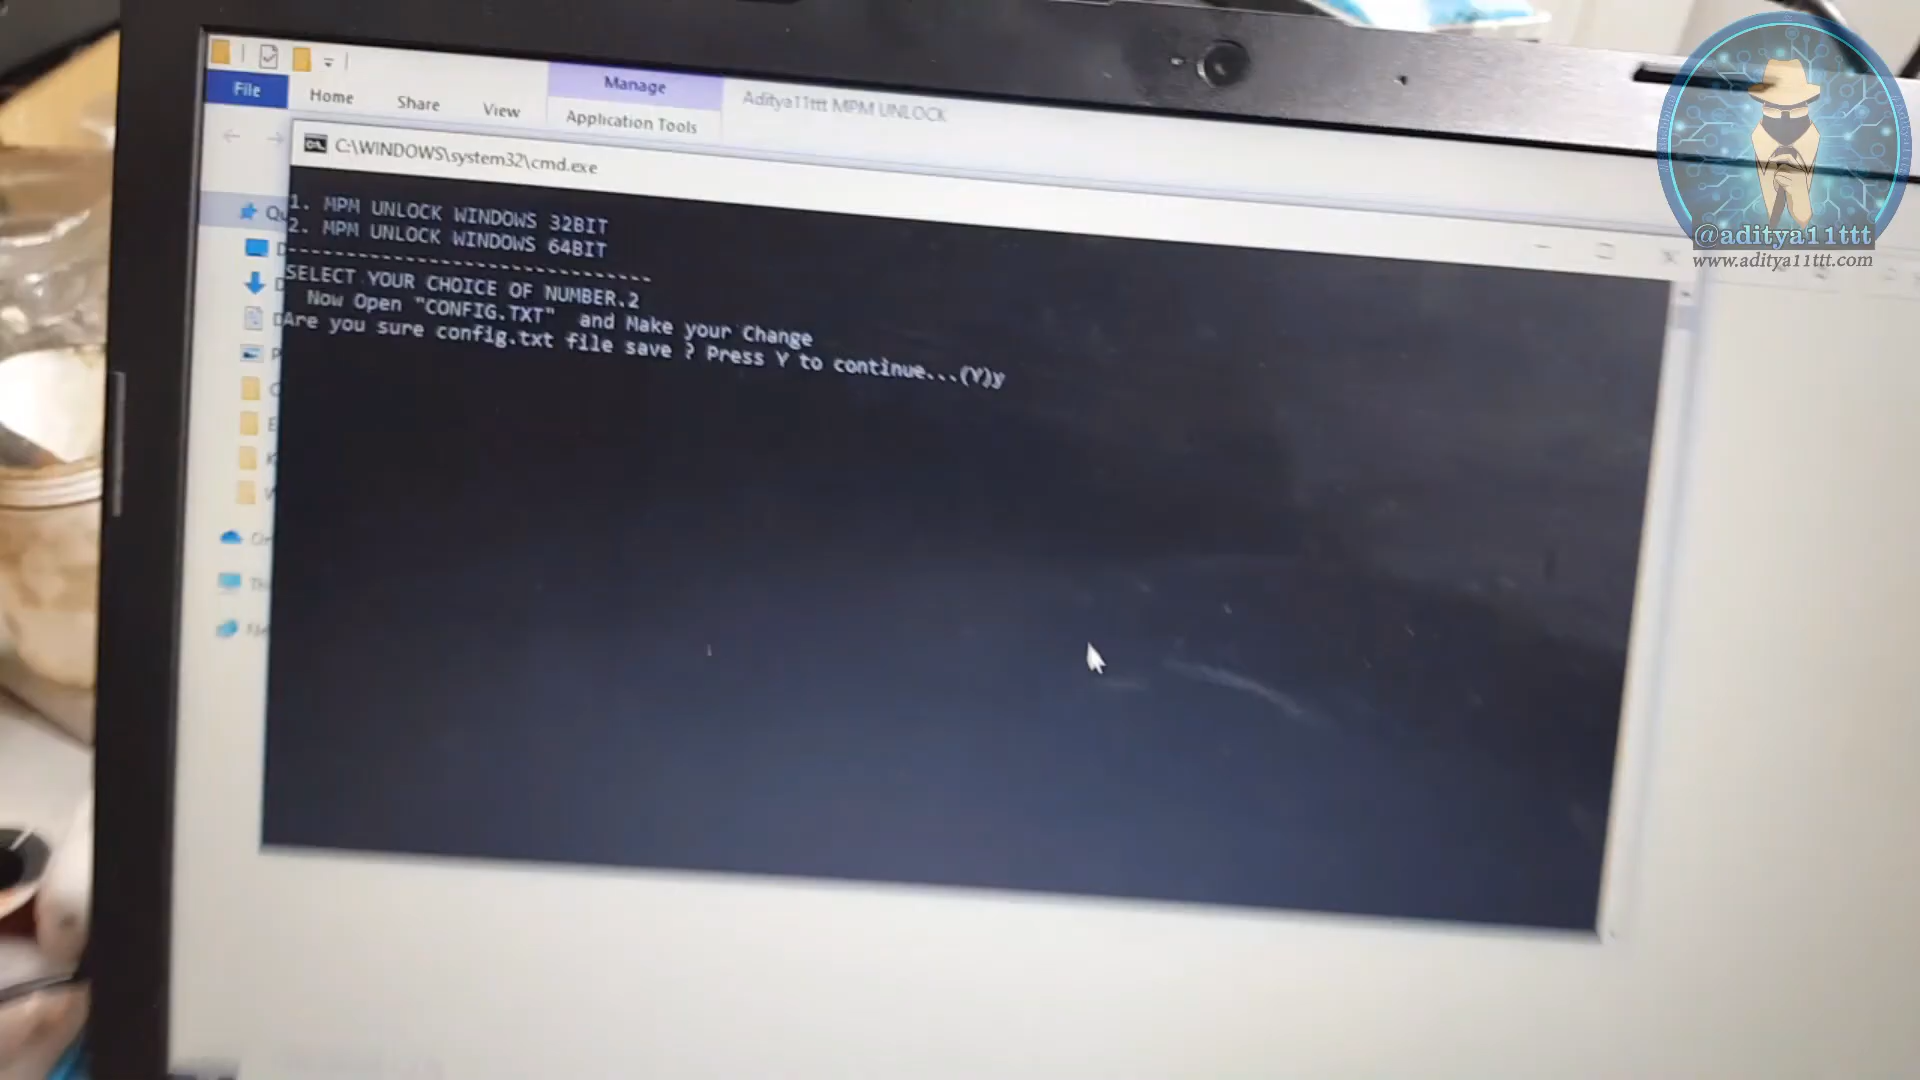 Manage
Aditya11ttt MPM UNLOCK
File
Home
Share
View
Application Tools
C:\WINDOWS\system32\cmd.exe
1. MPM UNLOCK WINDOWS 32BIT
2. MPM UNLOCK WINDOWS 64BIT
------------------------------
SELECT YOUR CHOICE OF NUMBER.2
Now Open "CONFIG.TXT" and Make your Change
Are you sure config.txt file save ? Press Y to continue...(Y)y
@aditya11ttt
www.aditya11ttt.com